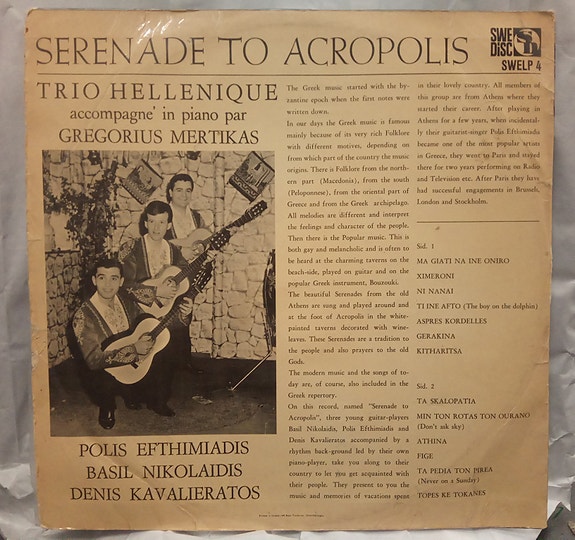 SERENADE TO ACROPOLIS
SWE
DISC
SWELP 4
TRIO HELLENIQUE
accompagné in piano par
GREGORIUS MERTIKAS
POLIS EFTHIMIADIS
BASIL NIKOLAIDIS
DENIS KAVALIERATOS
The Greek music started with the by-
zantine epoch when the first notes were
written down.
In our days the Greek music is famous
mainly because of its very rich Folklore
with different motives, depending on
from which part of the country the music
origins. There is Folklore from the north-
ern part (Macedonia), from the south
(Peloponnese), from the oriental part of
Greece and from the Greek archipelago.
All melodies are different and interpret
the feelings and character of the people.
Then there is the Popular music. This is
both gay and melancholic and is often to
be heard at the charming taverns on the
beach-side, played on guitar and on the
popular Greek instrument, Bouzouki.
The beautiful Serenades from the old
Athens are sung and played around and
at the foot of Acropolis in the white-
painted taverns decorated with wine-
leaves. These Serenades are a tradition to
the people and also prayers to the old
Gods.
The modern music and the songs of to-
day are, of course, also included in the
Greek repertory.
On this record, named "Serenade to
Acropolis", three young guitar-players
Basil Nikolaidis, Polis Efthimiadis and
Denis Kavalieratos accompanied by a
rhythm back-ground led by their own
piano-player, take you along to their
country to let you get acquainted with
their people. They present to you the
music and memories of vacations spent
in their lovely country. All members of
this group are from Athens where they
started their career. After playing in
Athens for a few years, when incidental-
ly their guitarist-singer Polis Efthimiadis
became one of the most popular artists
in Greece, they went to Paris and stayed
there for two years performing on Radio
and Television etc. After Paris they have
had successful engagements in Brussels,
London and Stockholm.
Sid. 1
MA GIATI NA INE ONIRO
XIMERONI
NI NANAI
TI INE AFTO (The boy on the dolphin)
ASPRES KORDELLES
GERAKINA
KITHARITSA
Sid. 2
TA SKALOPATIA
MIN TON ROTAS TON OURANO
(Don't ask sky)
ATHINA
FIGE
TA PEDIA TON PIREA
(Never on a Sunday)
TOPES KE TOKANES